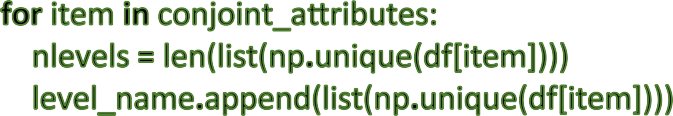 for item in conjoint_attributes:
    nlevels = len(list(np.unique(df[item])))
    level_name.append(list(np.unique(df[item])))